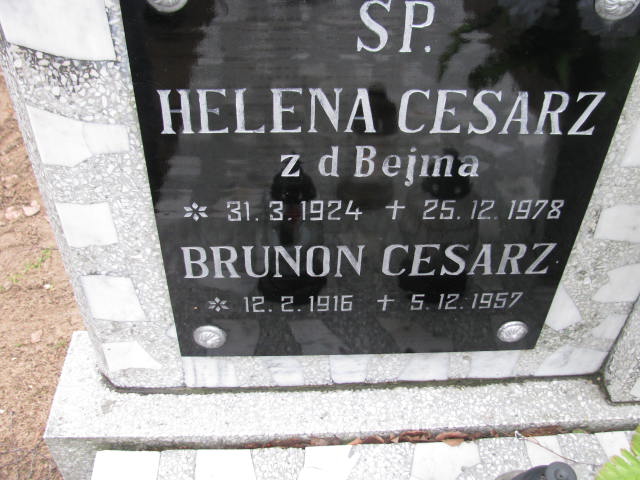 SP.
HELENA CESARZ
z d Bejma
* 31. 3. 1924 + 25. 12. 1978
BRUNON CESARZ
* 12. 2. 1916 + 5. 12. 1957